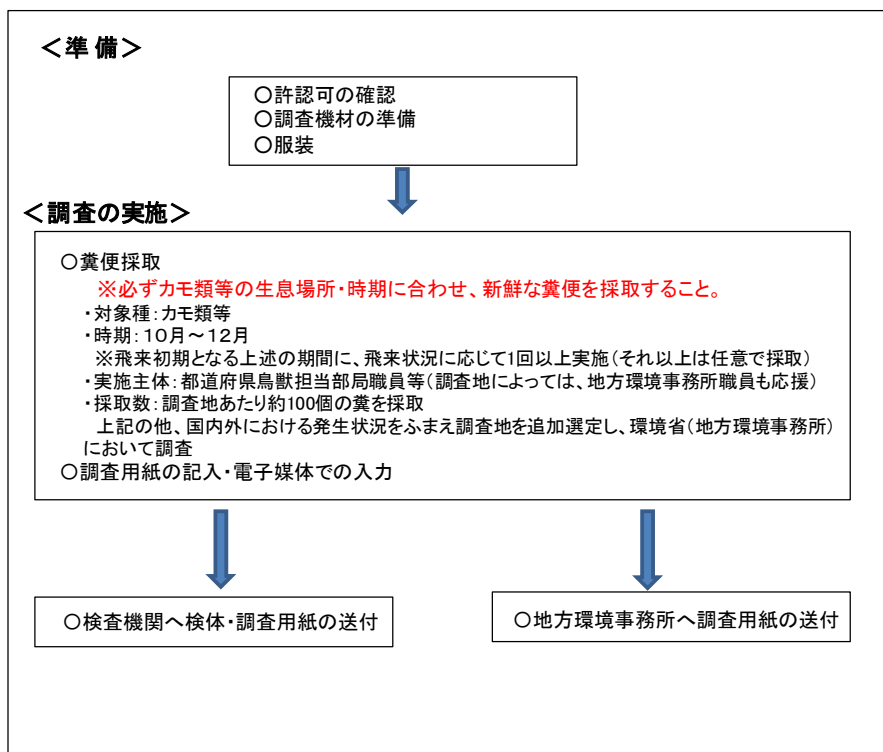 ＜準 備＞
○許認可の確認
○調査機材の準備
○服装
＜調査の実施＞
○糞便採取
※必ずカモ類等の生息場所・時期に合わせ、新鮮な糞便を採取すること。
・対象種：カモ類等
・時期：１０月～１２月
※飛来初期となる上述の期間に、飛来状況に応じて1回以上実施（それ以上は任意で採取）
・実施主体：都道府県鳥獣担当部局職員等（調査地によっては、地方環境事務所職員も応援）
・採取数：調査地あたり約100個の糞を採取
上記の他、国内外における発生状況をふまえ調査地を追加選定し、環境省（地方環境事務所）
において調査
○調査用紙の記入・電子媒体での入力
○検査機関へ検体・調査用紙の送付
○地方環境事務所へ調査用紙の送付